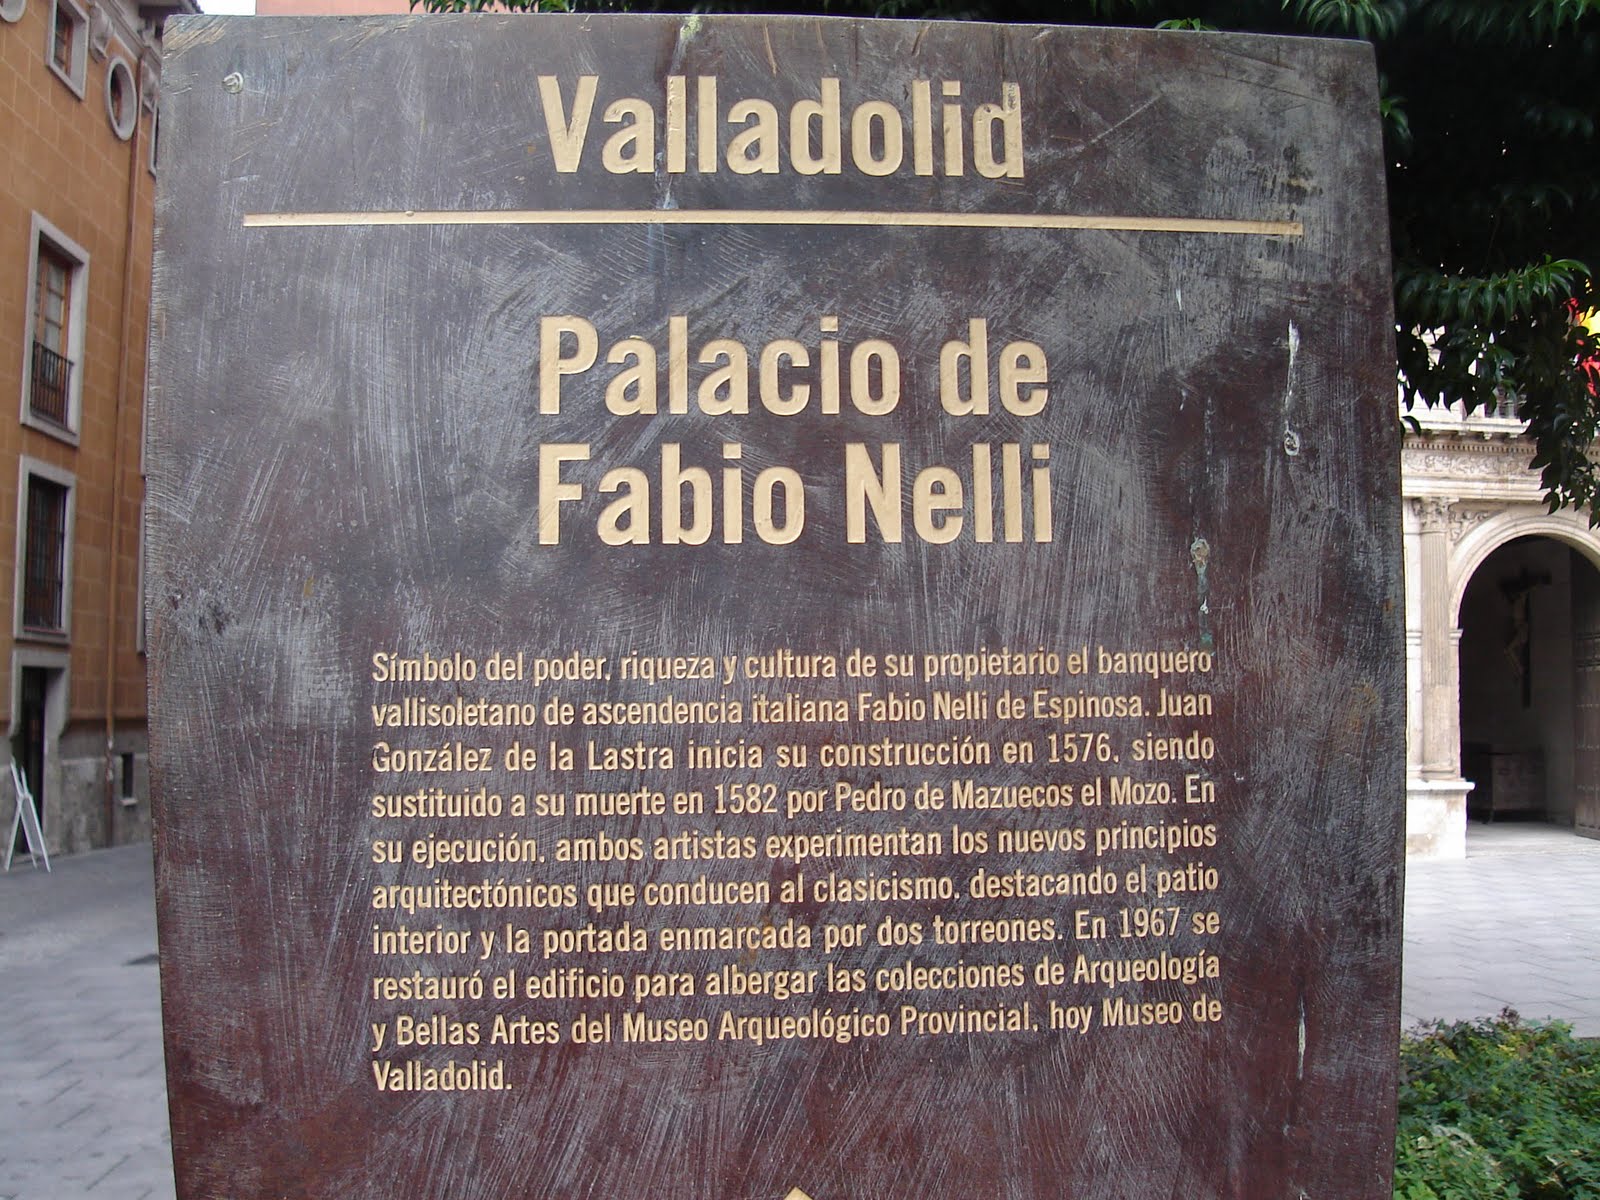 Valladolid
Palacio de
Fabio Nelli
Símbolo del poder, riqueza y cultura de su propietario el banquero
vallisoletano de ascendencia italiana Fabio Nelli de Espinosa. Juan
González de la Lastra inicia su construcción en 1576, siendo
sustituido a su muerte en 1582 por Pedro de Mazuecos el Mozo. En
su ejecución, ambos artistas experimentan los nuevos principios
arquitectónicos que conducen al clasicismo, destacando el patio
interior y la portada enmarcada por dos torreones. En 1967 se
restauró el edificio para albergar las colecciones de Arqueología
y Bellas Artes del Museo Arqueológico Provincial, hoy Museo de
Valladolid.